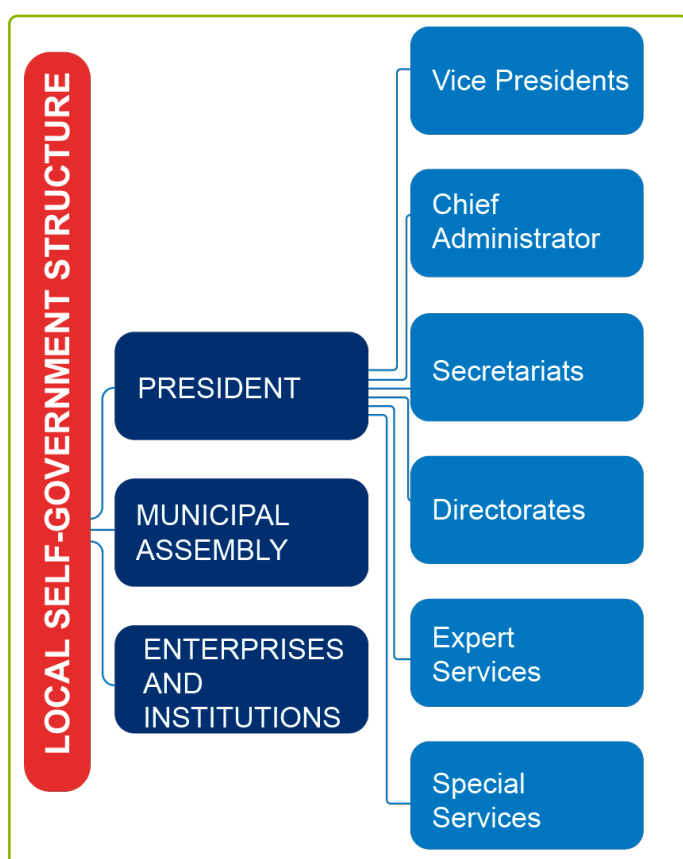 LOCAL SELF-GOVERNMENT STRUCTURE
PRESIDENT
MUNICIPAL
ASSEMBLY
ENTERPRISES
AND
INSTITUTIONS
Vice Presidents
Chief
Administrator
Secretariats
Directorates
Expert
Services
Special
Services